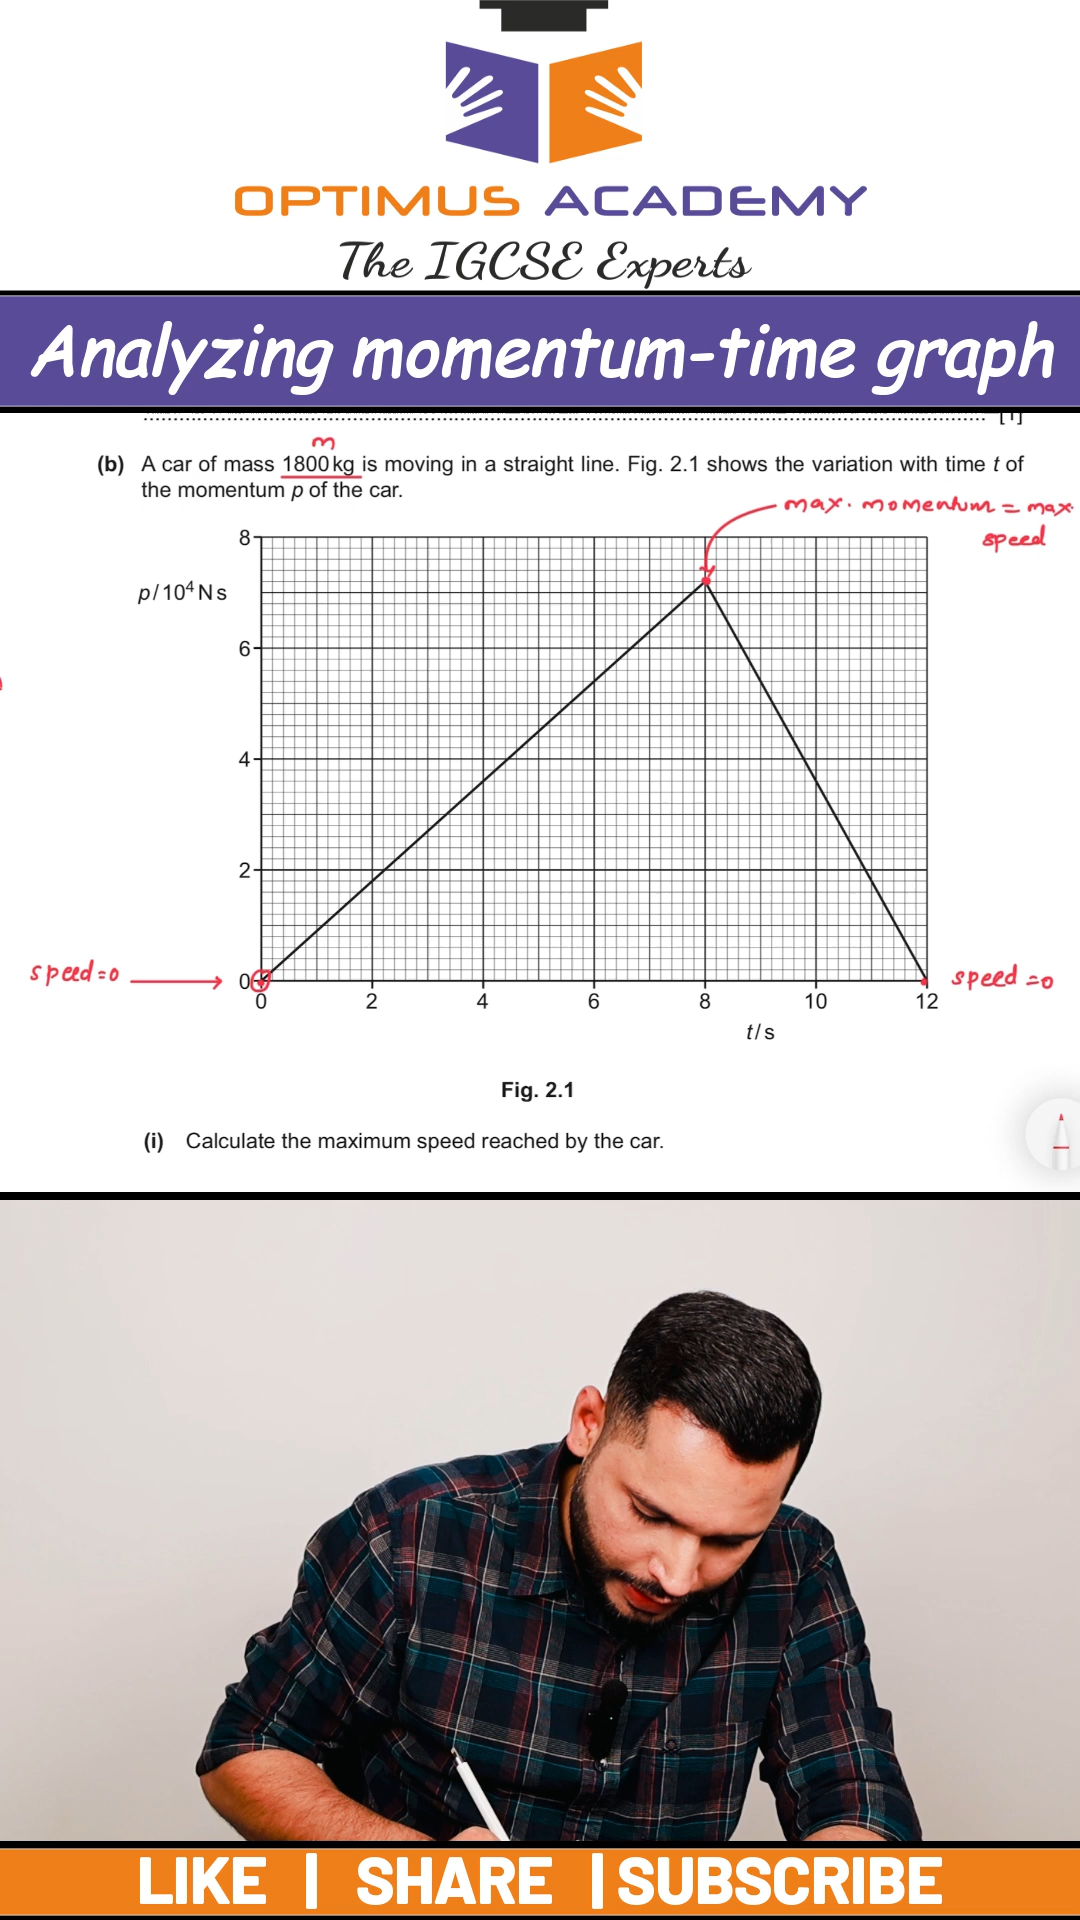 OPTIMUS ACADEMY
The IGCSE Experts
Analyzing momentum-time graph
[1]
m
(b) A car of mass 1800 kg is moving in a straight line. Fig. 2.1 shows the variation with time t of
the momentum p of the car.
max. momentum = max.
speed
8
p/10⁴ N s
6
4
2
speed=0
0
speed=0
0 2 4 6 8 10 12
t/s
Fig. 2.1
(i) Calculate the maximum speed reached by the car.
LIKE | SHARE | SUBSCRIBE